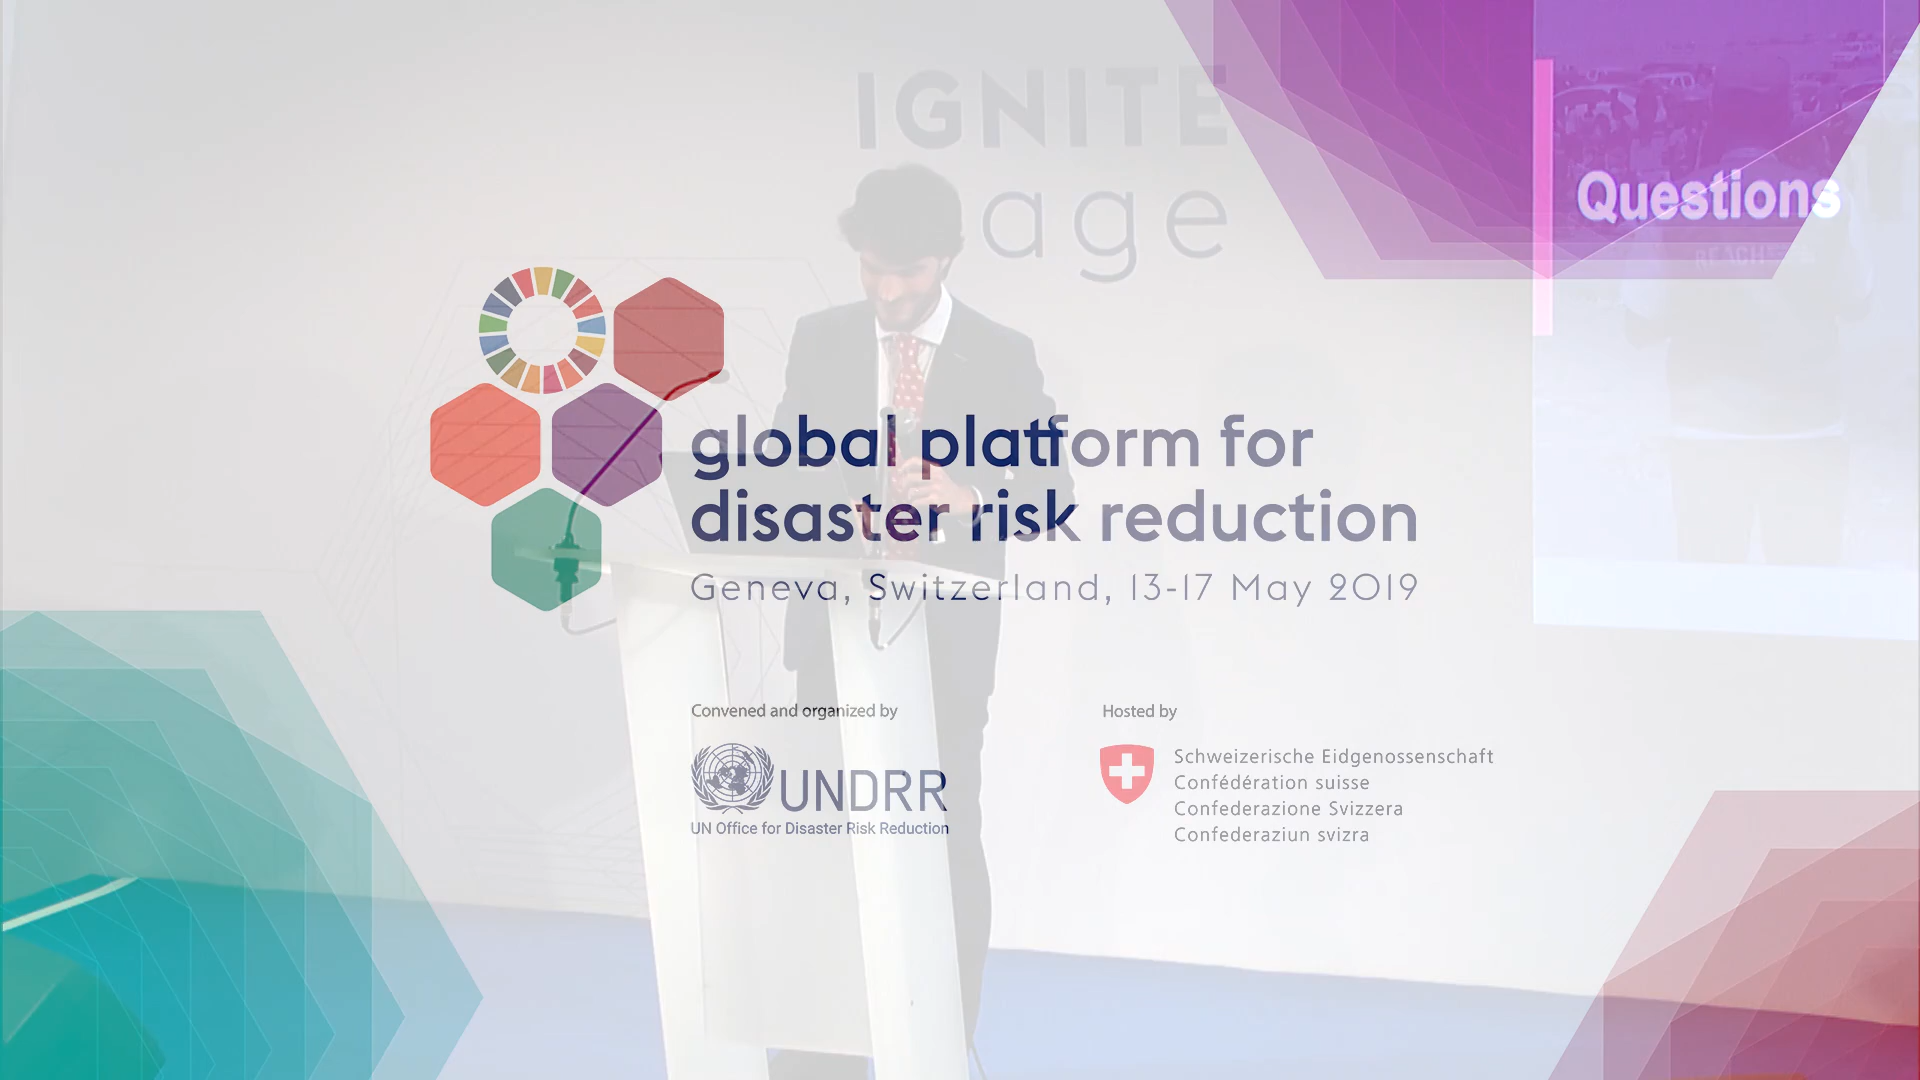 IGNITE
age
Questions
global platform for
disaster risk reduction
Geneva, Switzerland, 13-17 May 2019
Convened and organized by
UNDRR
UN Office for Disaster Risk Reduction
Hosted by
Schweizerische Eidgenossenschaft
Confédération suisse
Confederazione Svizzera
Confederaziun svizra